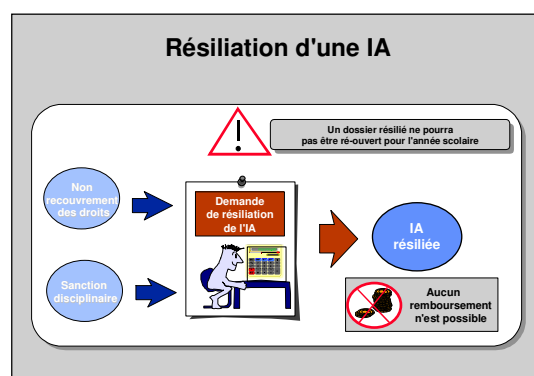 Résiliation d'une IA
Un dossier résilié ne pourra
pas être ré-ouvert pour l'année scolaire
Non
recouvrement
des droits
Demande
de résiliation
de l'IA
IA
résiliée
Sanction
disciplinaire
Aucun
remboursement
n'est possible